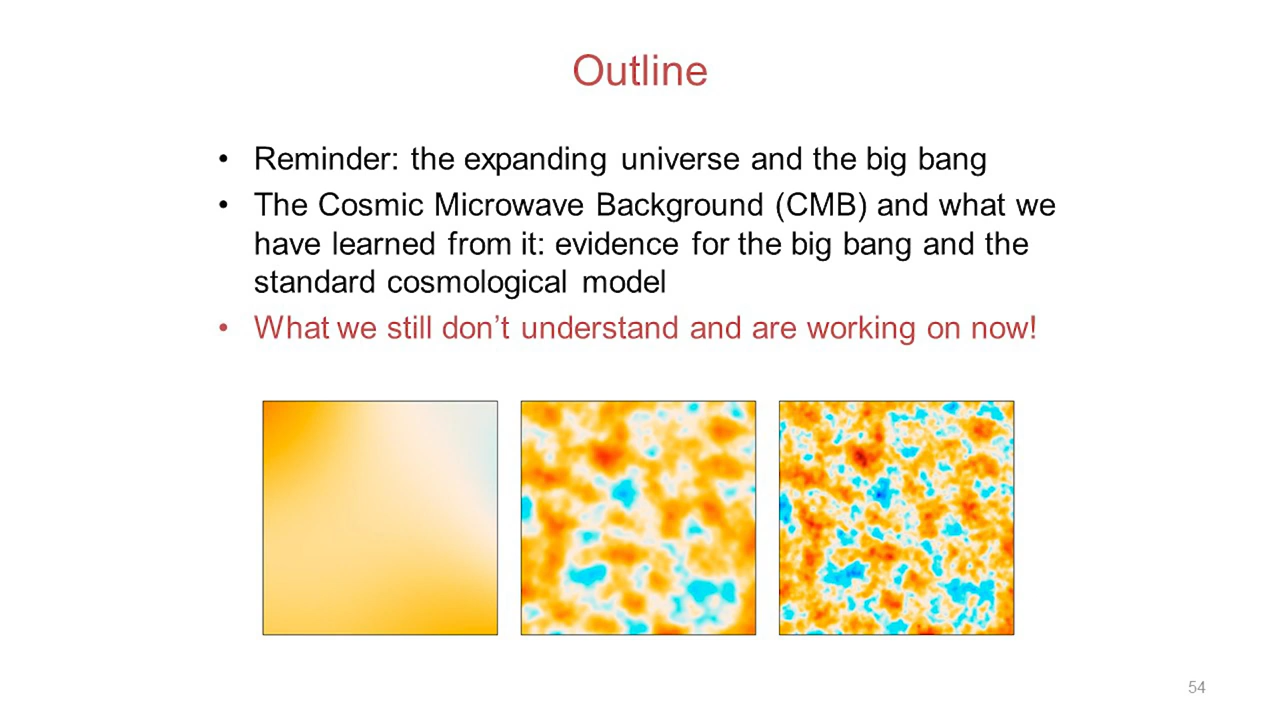 Outline
• Reminder: the expanding universe and the big bang
• The Cosmic Microwave Background (CMB) and what we
have learned from it: evidence for the big bang and the
standard cosmological model
• What we still don’t understand and are working on now!
54